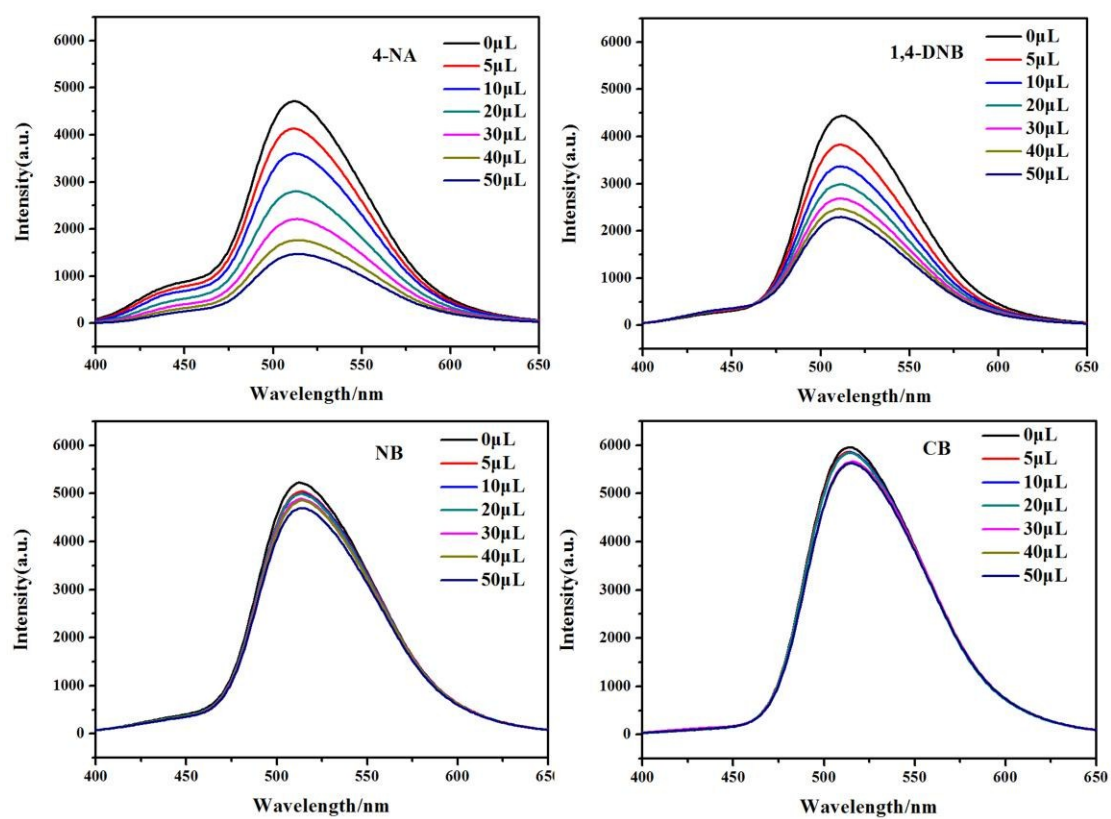 4-NA
0μL
5μL
10μL
20μL
30μL
40μL
50μL
6000
5000
4000
3000
2000
1000
0
Intensity(a.u.)
400 450 500 550 600 650
Wavelength/nm
1,4-DNB
0μL
5μL
10μL
20μL
30μL
40μL
50μL
6000
5000
4000
3000
2000
1000
0
Intensity(a.u.)
400 450 500 550 600 650
Wavelength/nm
NB
0μL
5μL
10μL
20μL
30μL
40μL
50μL
6000
5000
4000
3000
2000
1000
0
Intensity(a.u.)
400 450 500 550 600 65
Wavelength/nm
CB
0μL
5μL
10μL
20μL
30μL
40μL
50μL
6000
5000
4000
3000
2000
1000
0
Intensity(a.u.)
400 450 500 550 600 650
Wavelength/nm